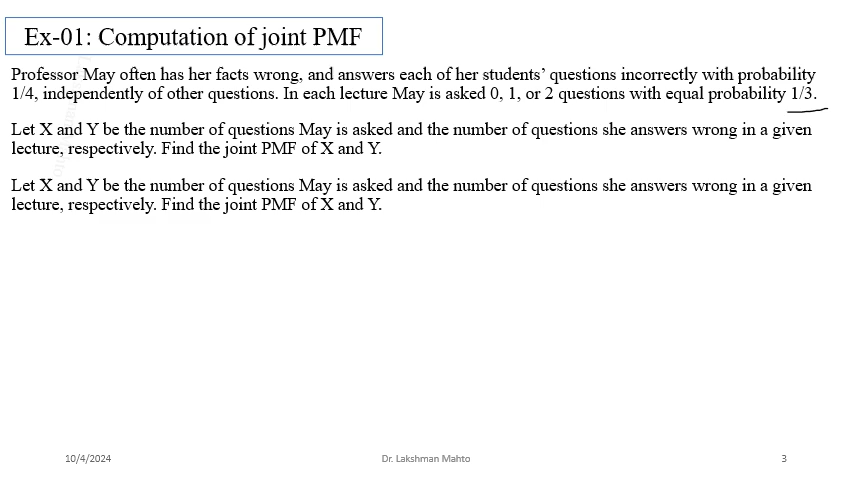 Ex-01: Computation of joint PMF
Professor May often has her facts wrong, and answers each of her students’ questions incorrectly with probability
1/4, independently of other questions. In each lecture May is asked 0, 1, or 2 questions with equal probability 1/3.
Let X and Y be the number of questions May is asked and the number of questions she answers wrong in a given
lecture, respectively. Find the joint PMF of X and Y.
Let X and Y be the number of questions May is asked and the number of questions she answers wrong in a given
lecture, respectively. Find the joint PMF of X and Y.
10/4/2024
Dr. Lakshman Mahto
3